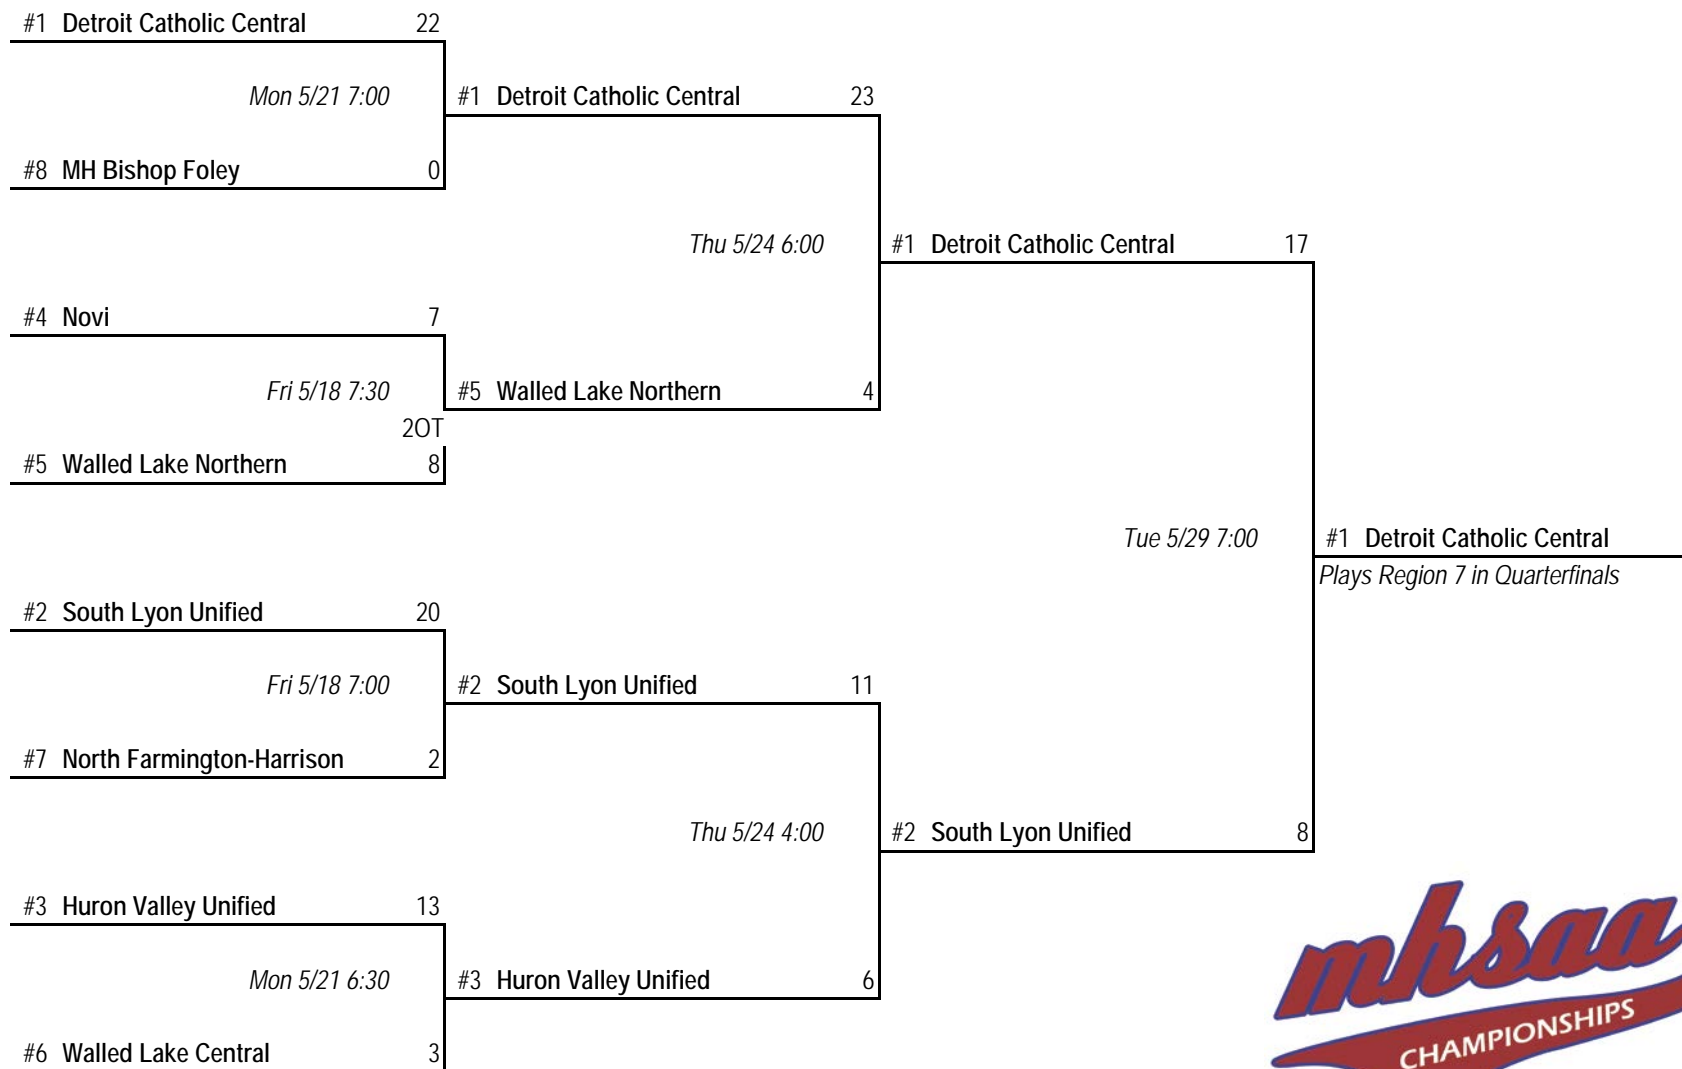 #1 Detroit Catholic Central 22
Mon 5/21 7:00
#1 Detroit Catholic Central 23
#8 MH Bishop Foley 0
Thu 5/24 6:00
#1 Detroit Catholic Central 17
#4 Novi 7
Fri 5/18 7:30
#5 Walled Lake Northern 4
2OT
#5 Walled Lake Northern 8
Tue 5/29 7:00
#1 Detroit Catholic Central
Plays Region 7 in Quarterfinals
#2 South Lyon Unified 20
Fri 5/18 7:00
#2 South Lyon Unified 11
#7 North Farmington-Harrison 2
Thu 5/24 4:00
#2 South Lyon Unified 8
#3 Huron Valley Unified 13
Mon 5/21 6:30
#3 Huron Valley Unified 6
#6 Walled Lake Central 3
mhsaa
CHAMPIONSHIPS